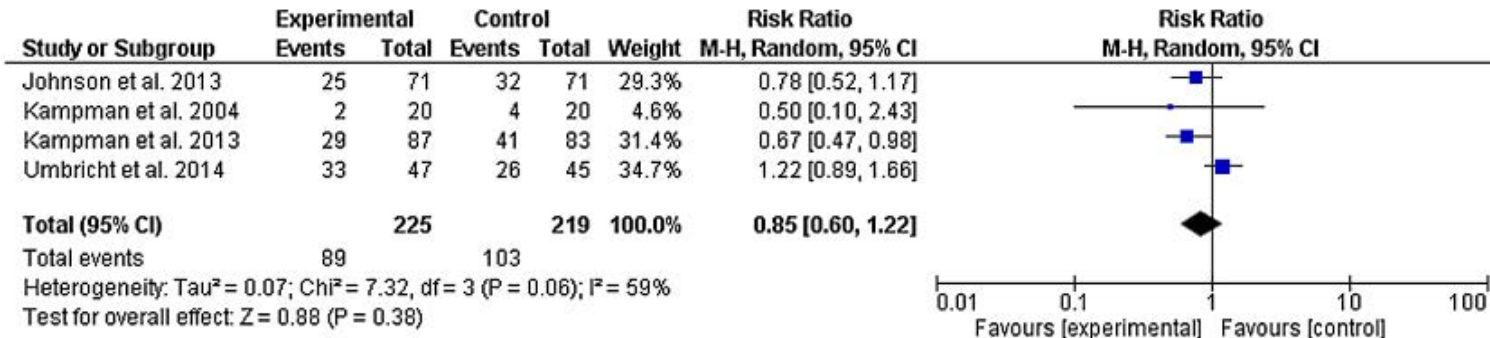 Experimental Control Risk Ratio Risk Ratio
Study or Subgroup Events Total Events Total Weight M-H, Random, 95% CI M-H, Random, 95% CI
Johnson et al. 2013 25 71 32 71 29.3% 0.78 [0.52, 1.17]
Kampman et al. 2004 2 20 4 20 4.6% 0.50 [0.10, 2.43]
Kampman et al. 2013 29 87 41 83 31.4% 0.67 [0.47, 0.98]
Umbricht et al. 2014 33 47 26 45 34.7% 1.22 [0.89, 1.66]
Total (95% CI) 225 219 100.0% 0.85 [0.60, 1.22]
Total events 89 103
Heterogeneity: Tau² = 0.07; Chi² = 7.32, df = 3 (P = 0.06); I² = 59%
Test for overall effect: Z = 0.88 (P = 0.38)
0.01 0.1 1 10 100
Favours [experimental] Favours [control]